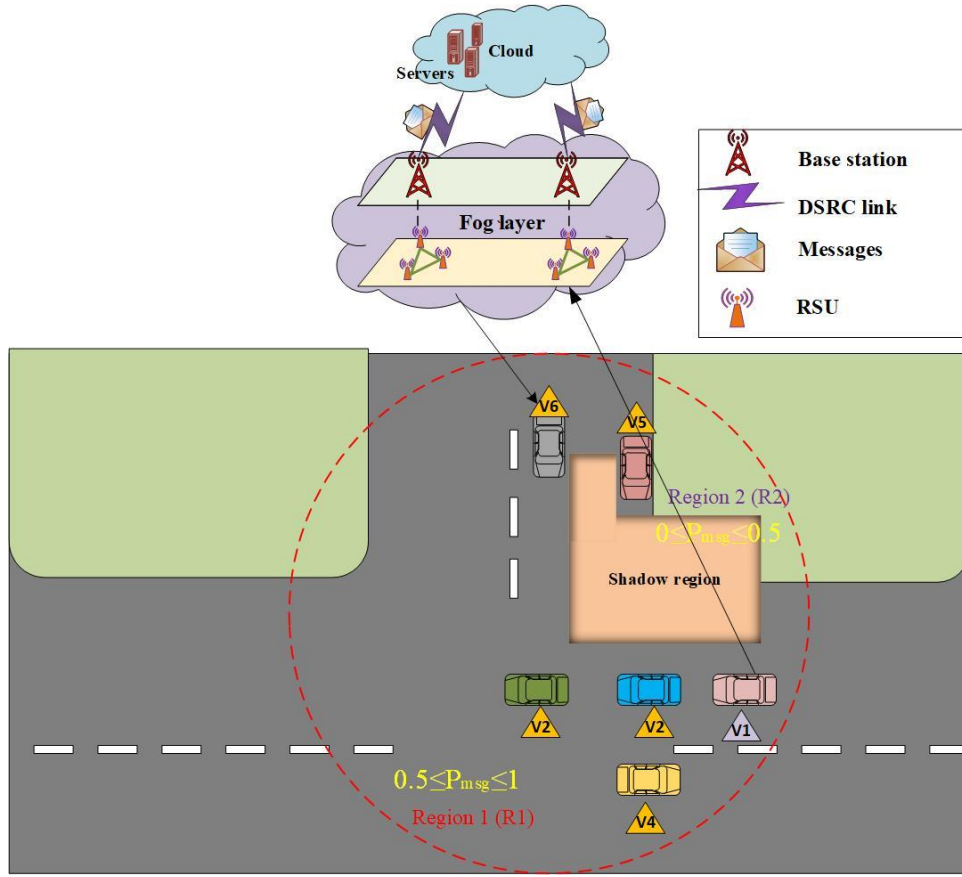 Cloud
Servers
Base station
DSRC link
Messages
RSU
Fog layer
V6
V5
Region 2 (R2)
0≤Pmsg≤0.5
Shadow region
V2
V2
V1
0.5≤Pmsg≤1
Region 1 (R1)
V4